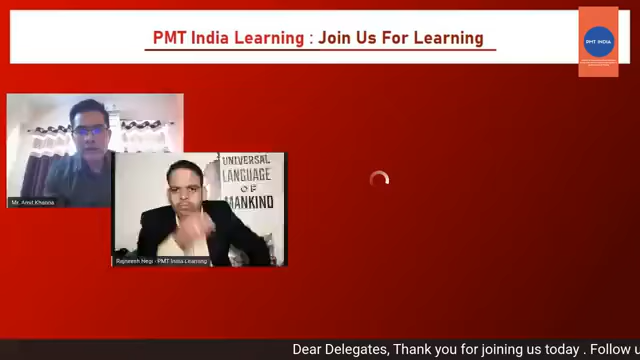 PMT India Learning : Join Us For Learning
PMT INDIA
Mr. Amit Khanna
UNIVERSAL
LANGUAGE
OF
MANKIND
Rajneesh Negi - PMT India Learning
Dear Delegates, Thank you for joining us today . Follow u